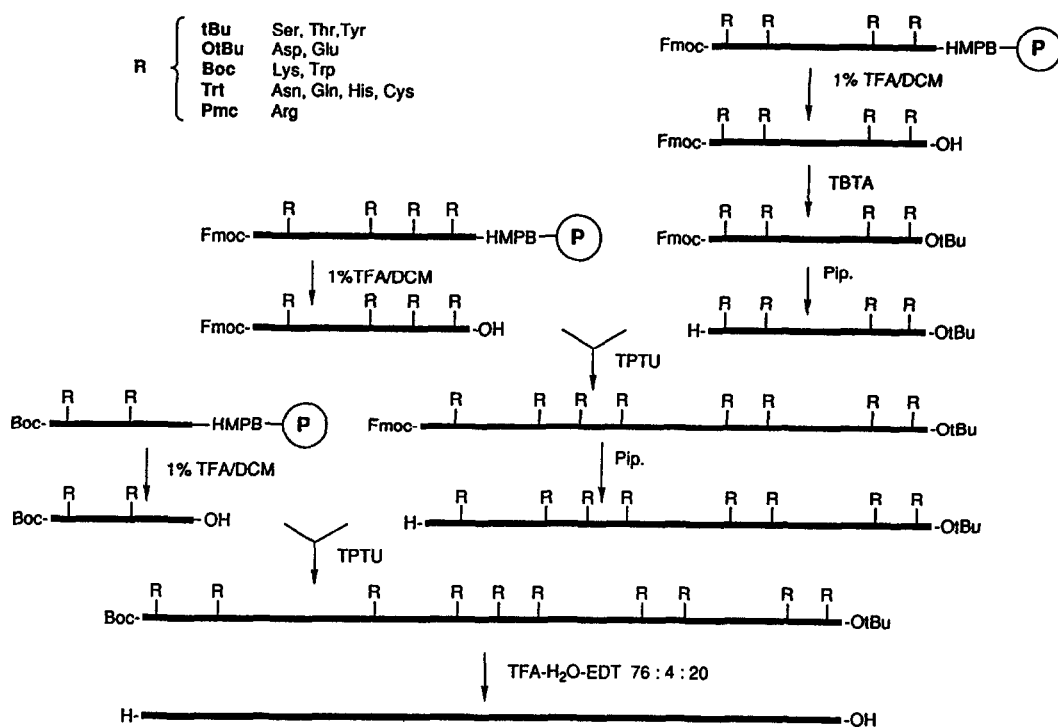 R
tBu Ser, Thr,Tyr
OtBu Asp, Glu
Boc Lys, Trp
Trt Asn, Gln, His, Cys
Pmc Arg
R R R R
Fmoc- -HMPB- P
1% TFA/DCM
R R R R
Fmoc- -OH
TBTA
R R R R
Fmoc- OtBu
Pip.
R R R R
H- -OtBu
R R R R
Fmoc- -HMPB- P
1%TFA/DCM
R R R R
Fmoc- -OH
TPTU
R R R R R R R R
Fmoc- -OtBu
Pip.
R R R R R R R R
H- -OtBu
R R
Boc- -HMPB- P
1% TFA/DCM
R R
Boc- -OH
TPTU
R R R R R R R R R R
Boc- -OtBu
TFA-H₂O-EDT 76 : 4 : 20
H- -OH